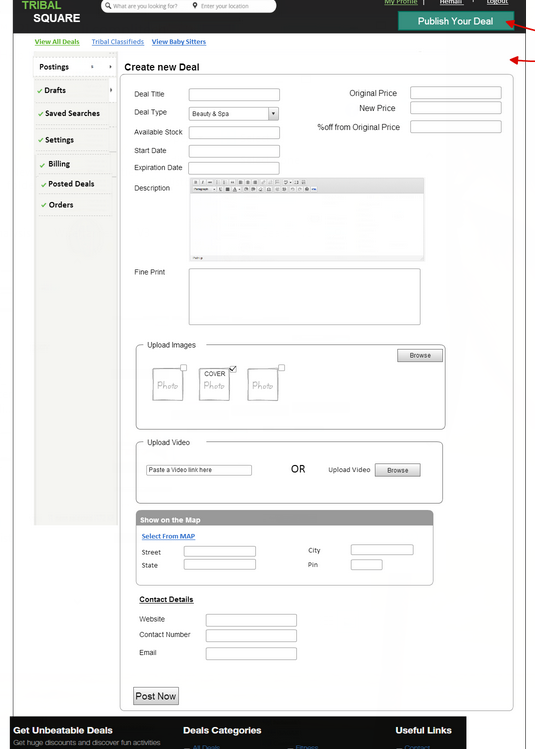 TRIBAL
SQUARE
What are you looking for?
Enter your location
My Profile | Hemail Logout
Publish Your Deal
View All Deals Tribal Classifieds View Baby Sitters
Postings
Drafts
Saved Searches
Settings
Billing
Posted Deals
Orders
Create new Deal
Deal Title
Original Price
Deal Type Beauty & Spa
New Price
Available Stock
%off from Original Price
Start Date
Expiration Date
Description
Paragraph
Fine Print
Upload Images
Browse
COVER
Photo Photo Photo
Upload Video
Paste a Video link here OR Upload Video Browse
Show on the Map
Select From MAP
Street City
State Pin
Contact Details
Website
Contact Number
Email
Post Now
Get Unbeatable Deals Deals Categories Useful Links
Get huge discounts and discover fun activities
All Deals Fitness Contact